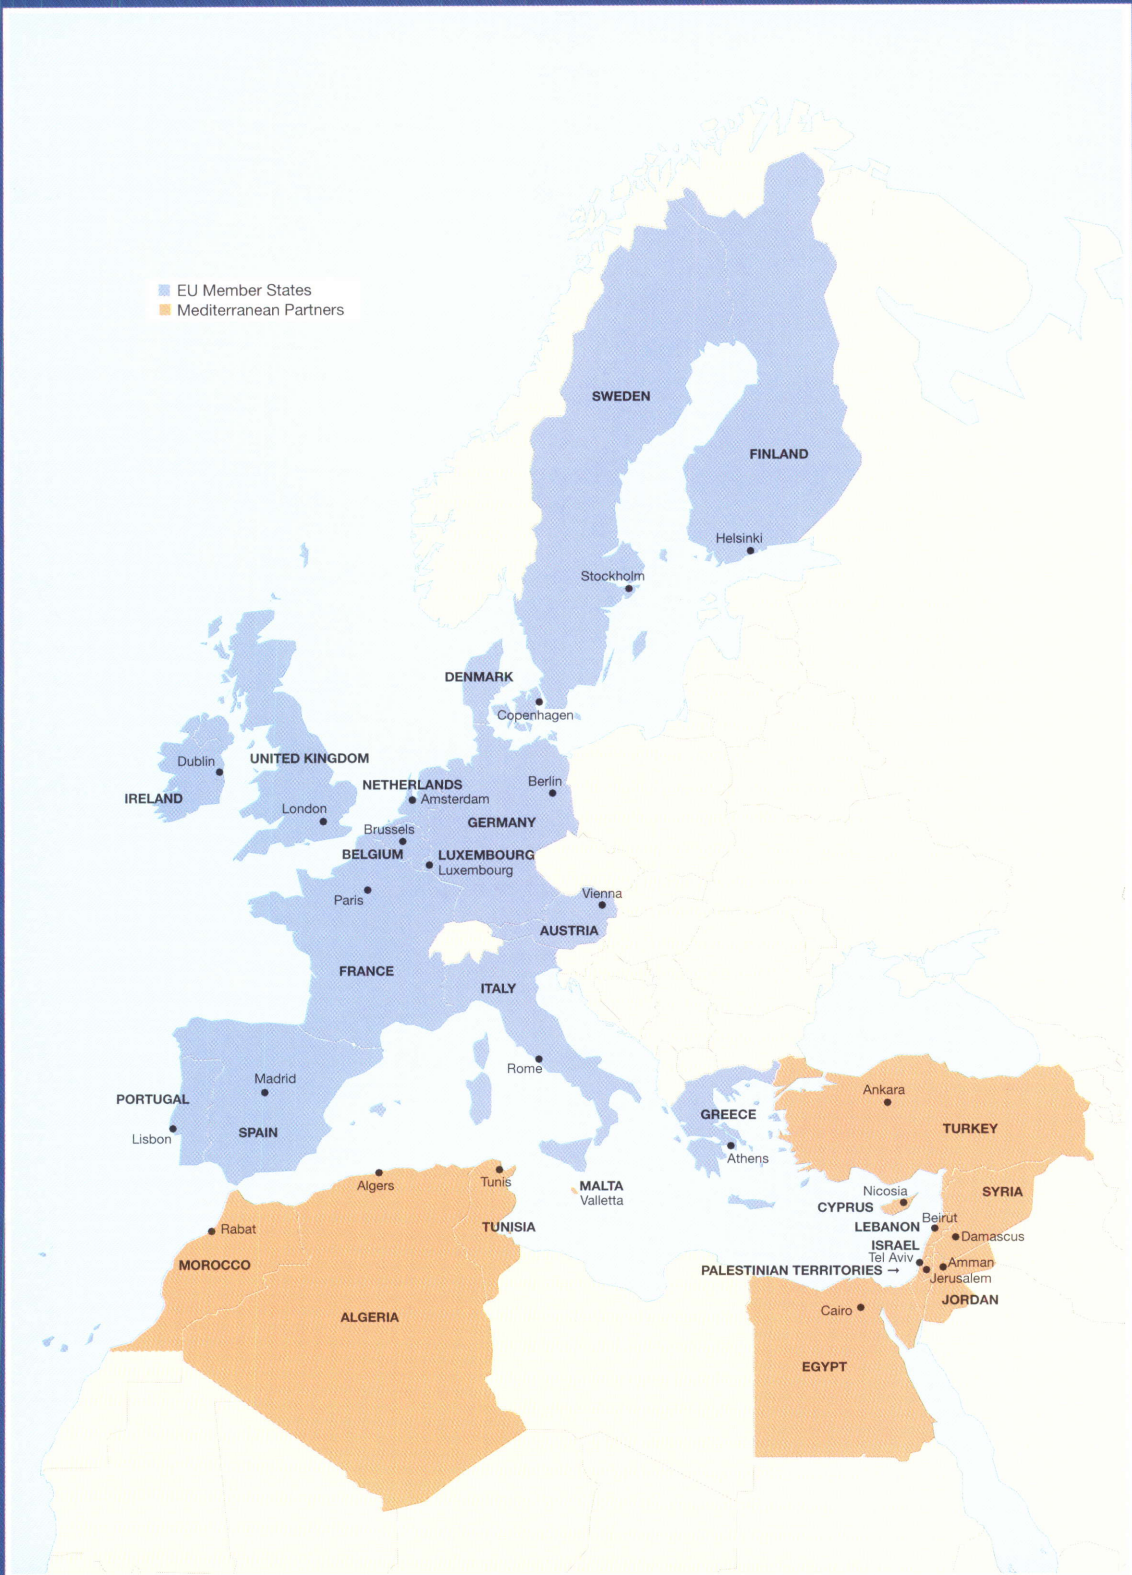 EU Member States
Mediterranean Partners
SWEDEN
FINLAND
Helsinki
Stockholm
DENMARK
Copenhagen
Dublin
UNITED KINGDOM
IRELAND
London
NETHERLANDS
Amsterdam
Berlin
GERMANY
Brussels
BELGIUM
LUXEMBOURG
Luxembourg
Paris
Vienna
AUSTRIA
FRANCE
ITALY
Rome
Madrid
PORTUGAL
SPAIN
Lisbon
Ankara
GREECE
TURKEY
Athens
Algers
Tunis
MALTA
Valletta
Nicosia
SYRIA
CYPRUS
Beirut
Rabat
TUNISIA
LEBANON
Damascus
ISRAEL
Tel Aviv
MOROCCO
PALESTINIAN TERRITORIES →
Amman
Jerusalem
JORDAN
Cairo
ALGERIA
EGYPT